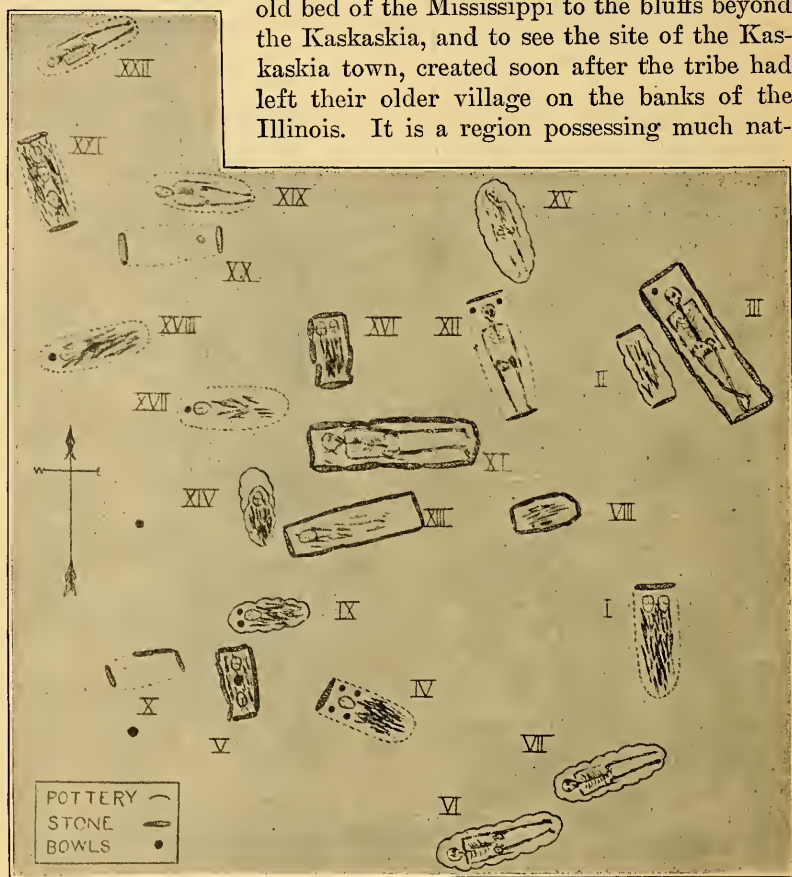 old bed of the Mississippi to the bluffs beyond
the Kaskaskia, and to see the site of the Kas-
kaskia town, created soon after the tribe had
left their older village on the banks of the
Illinois. It is a region possessing much nat-
XXII
XXI
XIX
XV
XX
III
XVIII
XVI
XII
II
XVII
W
E
XI
XIV
XIII
VIII
IX
I
X
V
IV
VII
VI
POTTERY
STONE
BOWLS